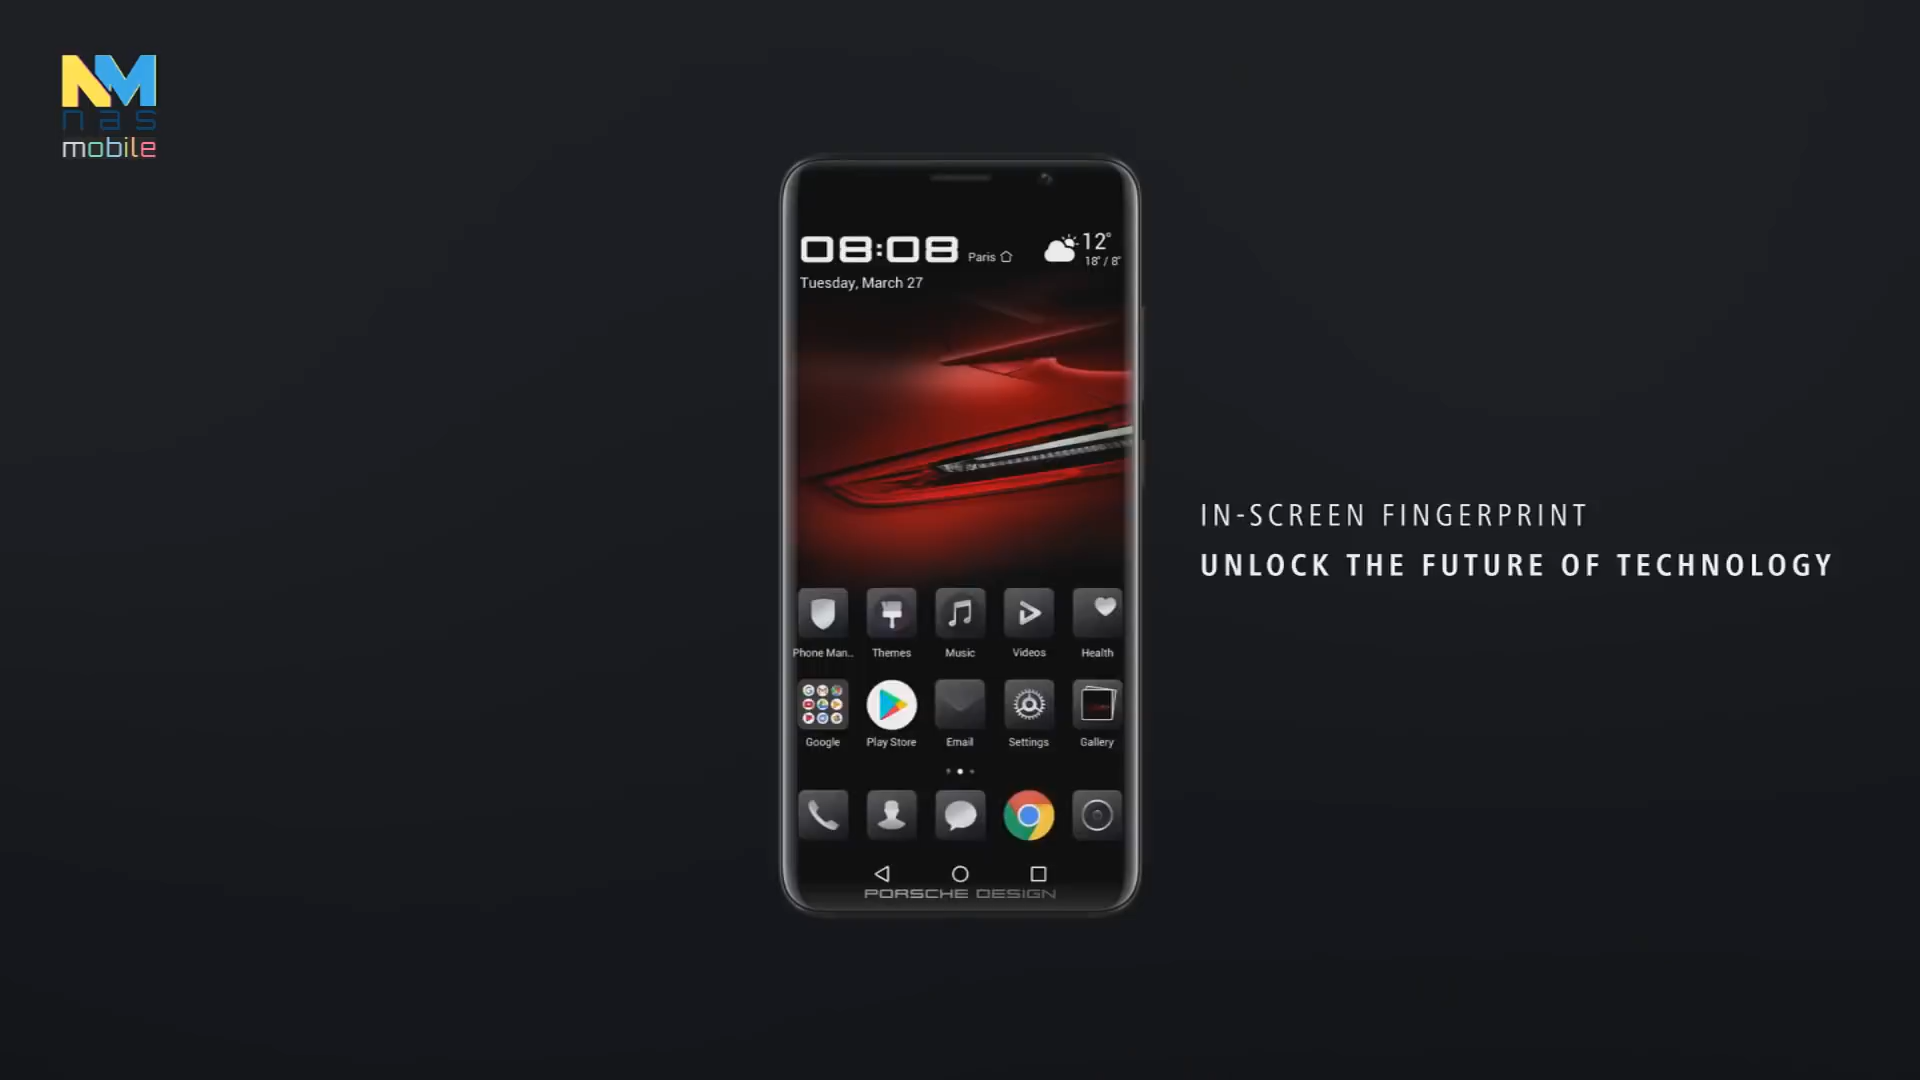 NM
nas
mobile
08:08 Paris 12°
18° / 8°
Tuesday, March 27
IN-SCREEN FINGERPRINT
UNLOCK THE FUTURE OF TECHNOLOGY
Phone Man.. Themes Music Videos Health
Google Play Store Email Settings Gallery
PORSCHE DESIGN